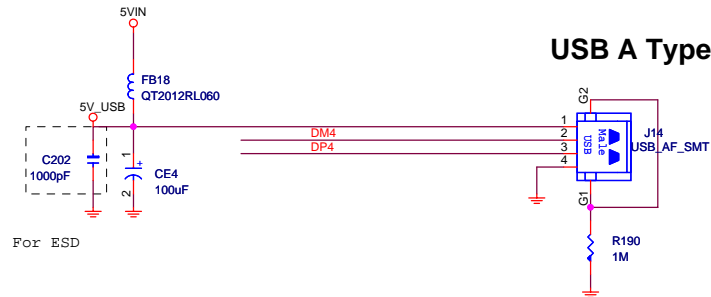 5VIN
USB A Type
FB18
QT2012RL060
5V_USB
G2
1
J14
DM4
2
Male
USB
USB_AF_SMT
DP4
3
4
C202
1000pF
1
+
CE4
100uF
2
G1
For ESD
R190
1M